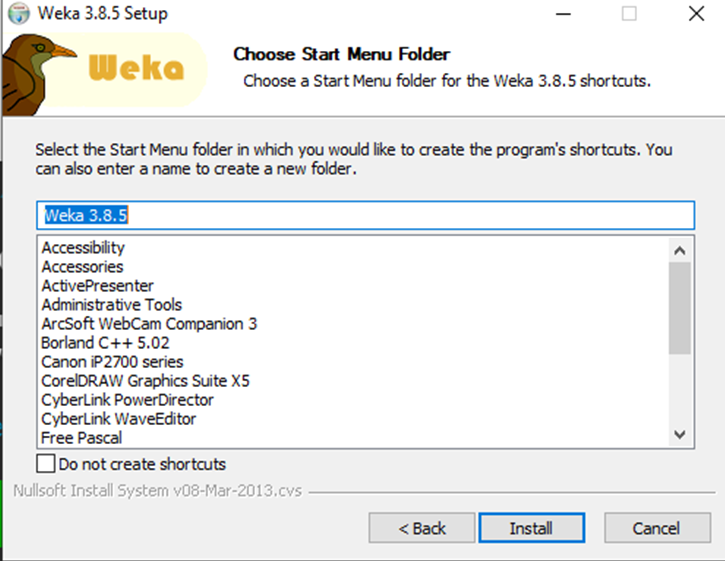 Weka 3.8.5 Setup
Weka
Choose Start Menu Folder
Choose a Start Menu folder for the Weka 3.8.5 shortcuts.
Select the Start Menu folder in which you would like to create the program's shortcuts. You
can also enter a name to create a new folder.
Weka 3.8.5
Accessibility
Accessories
ActivePresenter
Administrative Tools
ArcSoft WebCam Companion 3
Borland C++ 5.02
Canon iP2700 series
CorelDRAW Graphics Suite X5
CyberLink PowerDirector
CyberLink WaveEditor
Free Pascal
Do not create shortcuts
Nullsoft Install System v08-Mar-2013.cvs
< Back
Install
Cancel